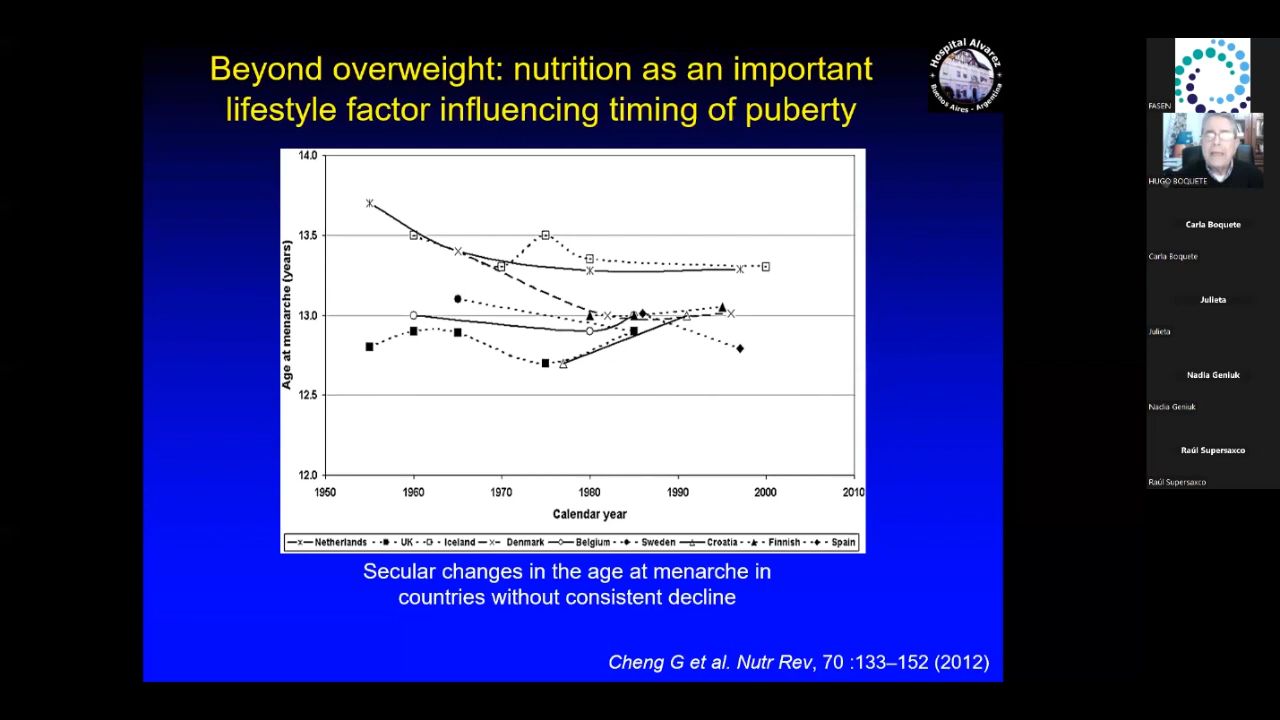 Beyond overweight: nutrition as an important
lifestyle factor influencing timing of puberty
Hospital Alvarez
Buenos Aires - Argentina
14.0
13.5
13.0
12.5
12.0
Age at menarche (years)
1950 1960 1970 1980 1990 2000 2010
Calendar year
Netherlands UK Iceland Denmark Belgium Sweden Croatia Finnish Spain
Secular changes in the age at menarche in
countries without consistent decline
Cheng G et al. Nutr Rev, 70 :133–152 (2012)
FASEN
HUGO BOQUETE
Carla Boquete
Carla Boquete
Julieta
Julieta
Nadia Geniuk
Nadia Geniuk
Raúl Supersaxco
Raúl Supersaxco